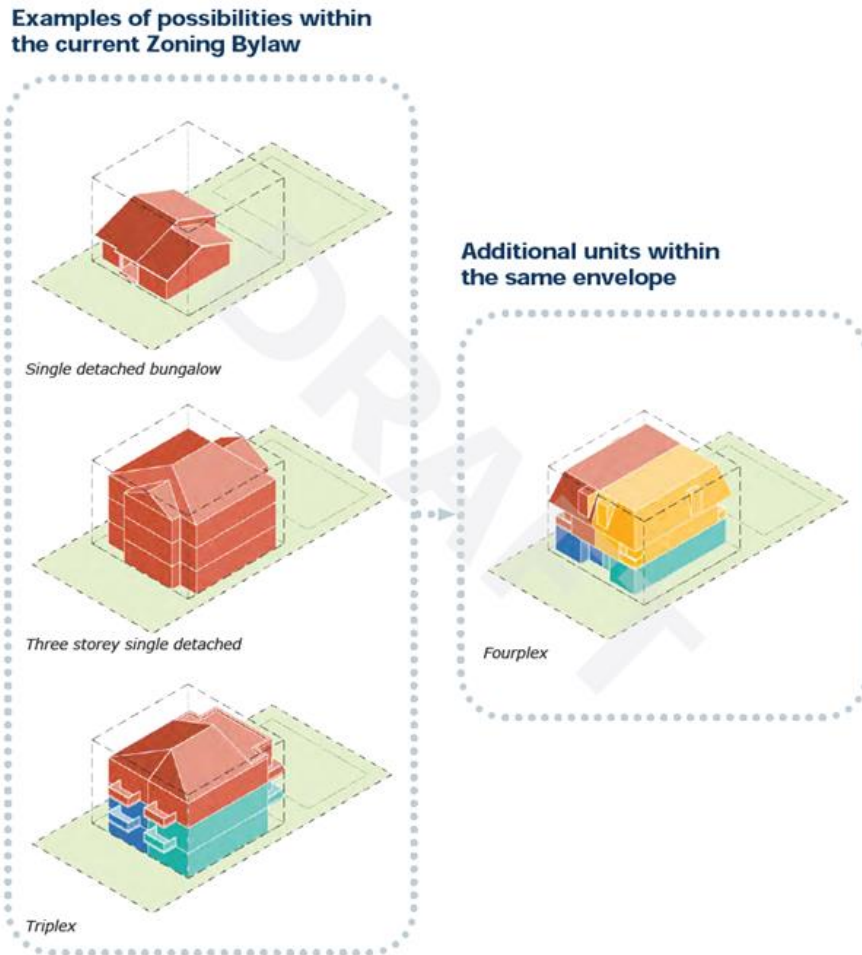 Examples of possibilities within
the current Zoning Bylaw
Single detached bungalow
Three storey single detached
Triplex
Additional units within
the same envelope
Fourplex
DRAFT